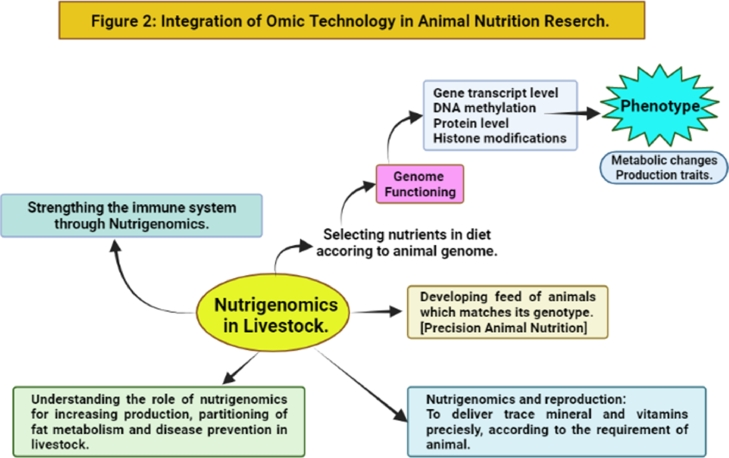 Figure 2: Integration of Omic Technology in Animal Nutrition Reserch.
Gene transcript level
DNA methylation
Protein level
Histone modifications
Phenotype
Metabolic changes
Production traits.
Genome
Functioning
Strengthing the immune system
through Nutrigenomics.
Selecting nutrients in diet
accoring to animal genome.
Nutrigenomics
in Livestock.
Developing feed of animals
which matches its genotype.
[Precision Animal Nutrition]
Understanding the role of nutrigenomics
for increasing production, partitioning of
fat metabolism and disease prevention in
livestock.
Nutrigenomics and reproduction:
To deliver trace mineral and vitamins
preciesly, according to the requirement of
animal.